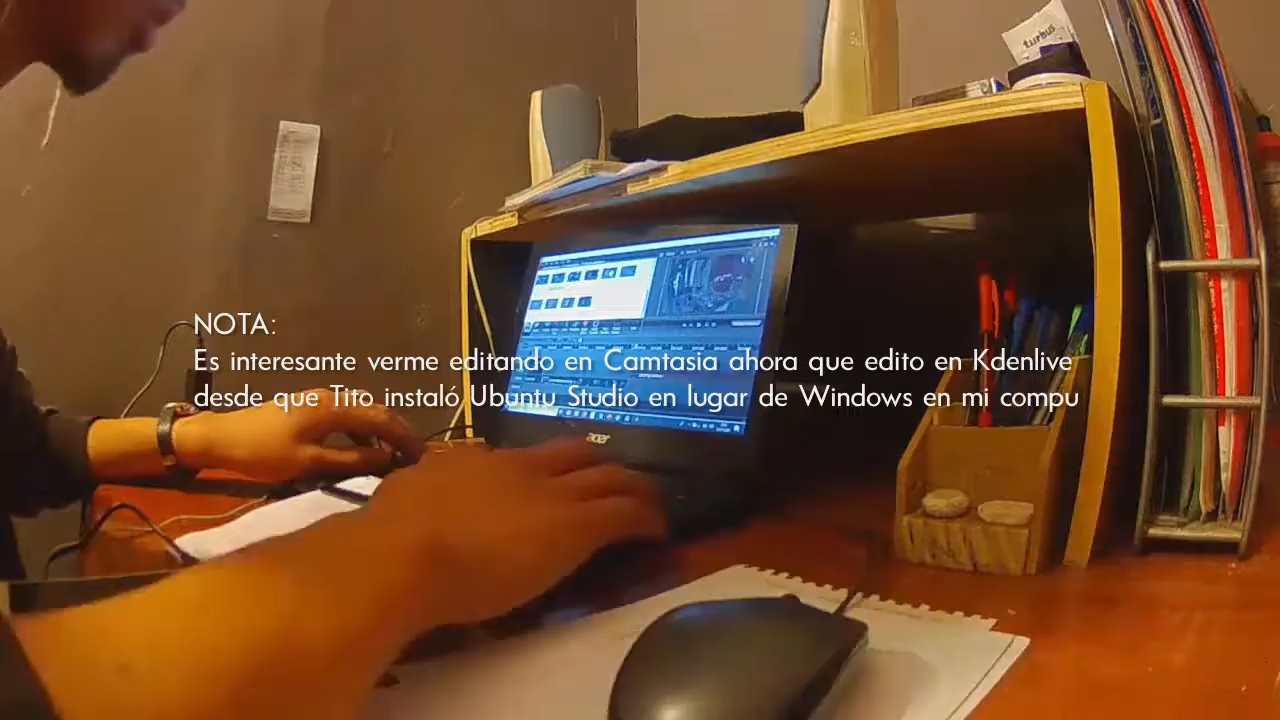 turbus
NOTA:
Es interesante verme editando en Camtasia ahora que edito en Kdenlive
desde que Tito instaló Ubuntu Studio en lugar de Windows en mi compu
acer